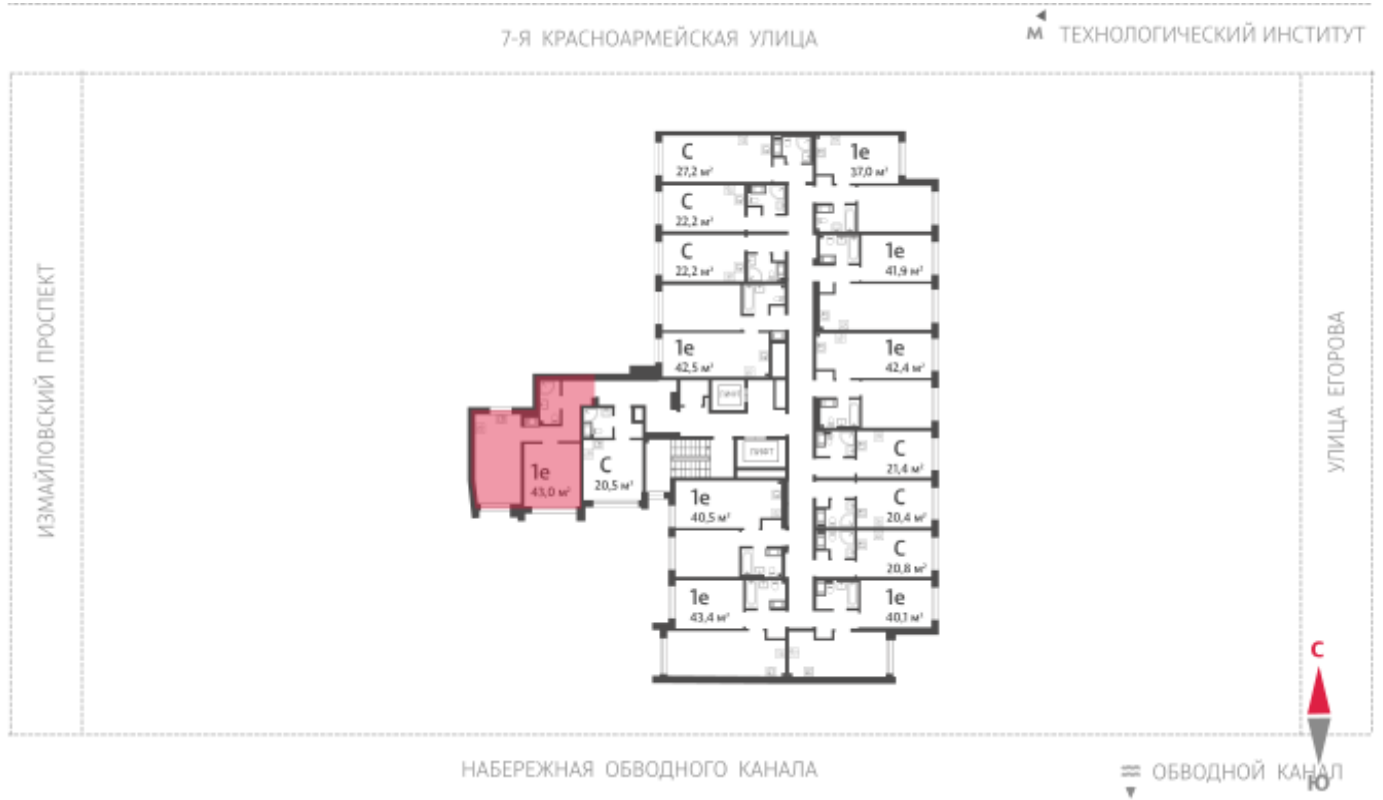 7-Я КРАСНОАРМЕЙСКАЯ УЛИЦА
М ТЕХНОЛОГИЧЕСКИЙ ИНСТИТУТ
ИЗМАЙЛОВСКИЙ ПРОСПЕКТ
УЛИЦА ЕГОРОВА
С
27,2 м²
1е
37,0 м²
С
22,2 м²
С
22,2 м²
1е
41,9 м²
1е
42,5 м²
1е
42,4 м²
ЛИФТ
ЛИФТ
1е
43,0 м²
С
20,5 м²
С
21,4 м²
1е
40,5 м²
С
20,4 м²
С
20,8 м²
1е
43,4 м²
1е
40,1 м²
С
Ю
НАБЕРЕЖНАЯ ОБВОДНОГО КАНАЛА
ОБВОДНОЙ КАНАЛ